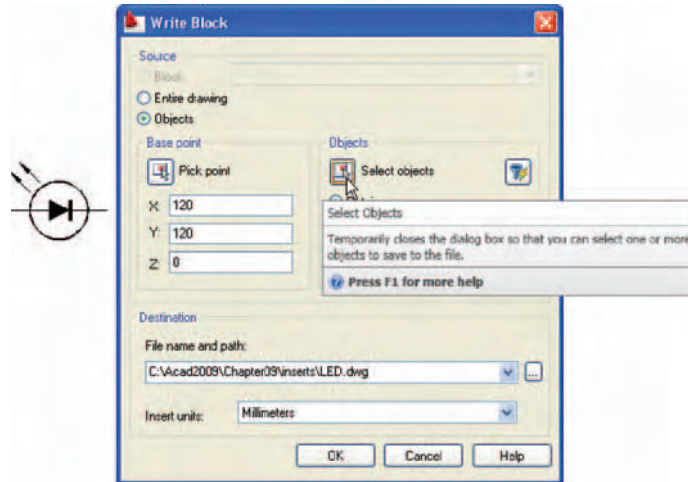 Write Block
Source
Block:
Entire drawing
Objects
Base point
Pick point
X: 120
Y: 120
Z: 0
Objects
Select objects
Select Objects
Temporarily closes the dialog box so that you can select one or more
objects to save to the file.
Press F1 for more help
Destination
File name and path:
C:\Acad2009\Chapter09\inserts\LED.dwg
...
Insert units: Millimeters
OK Cancel Help